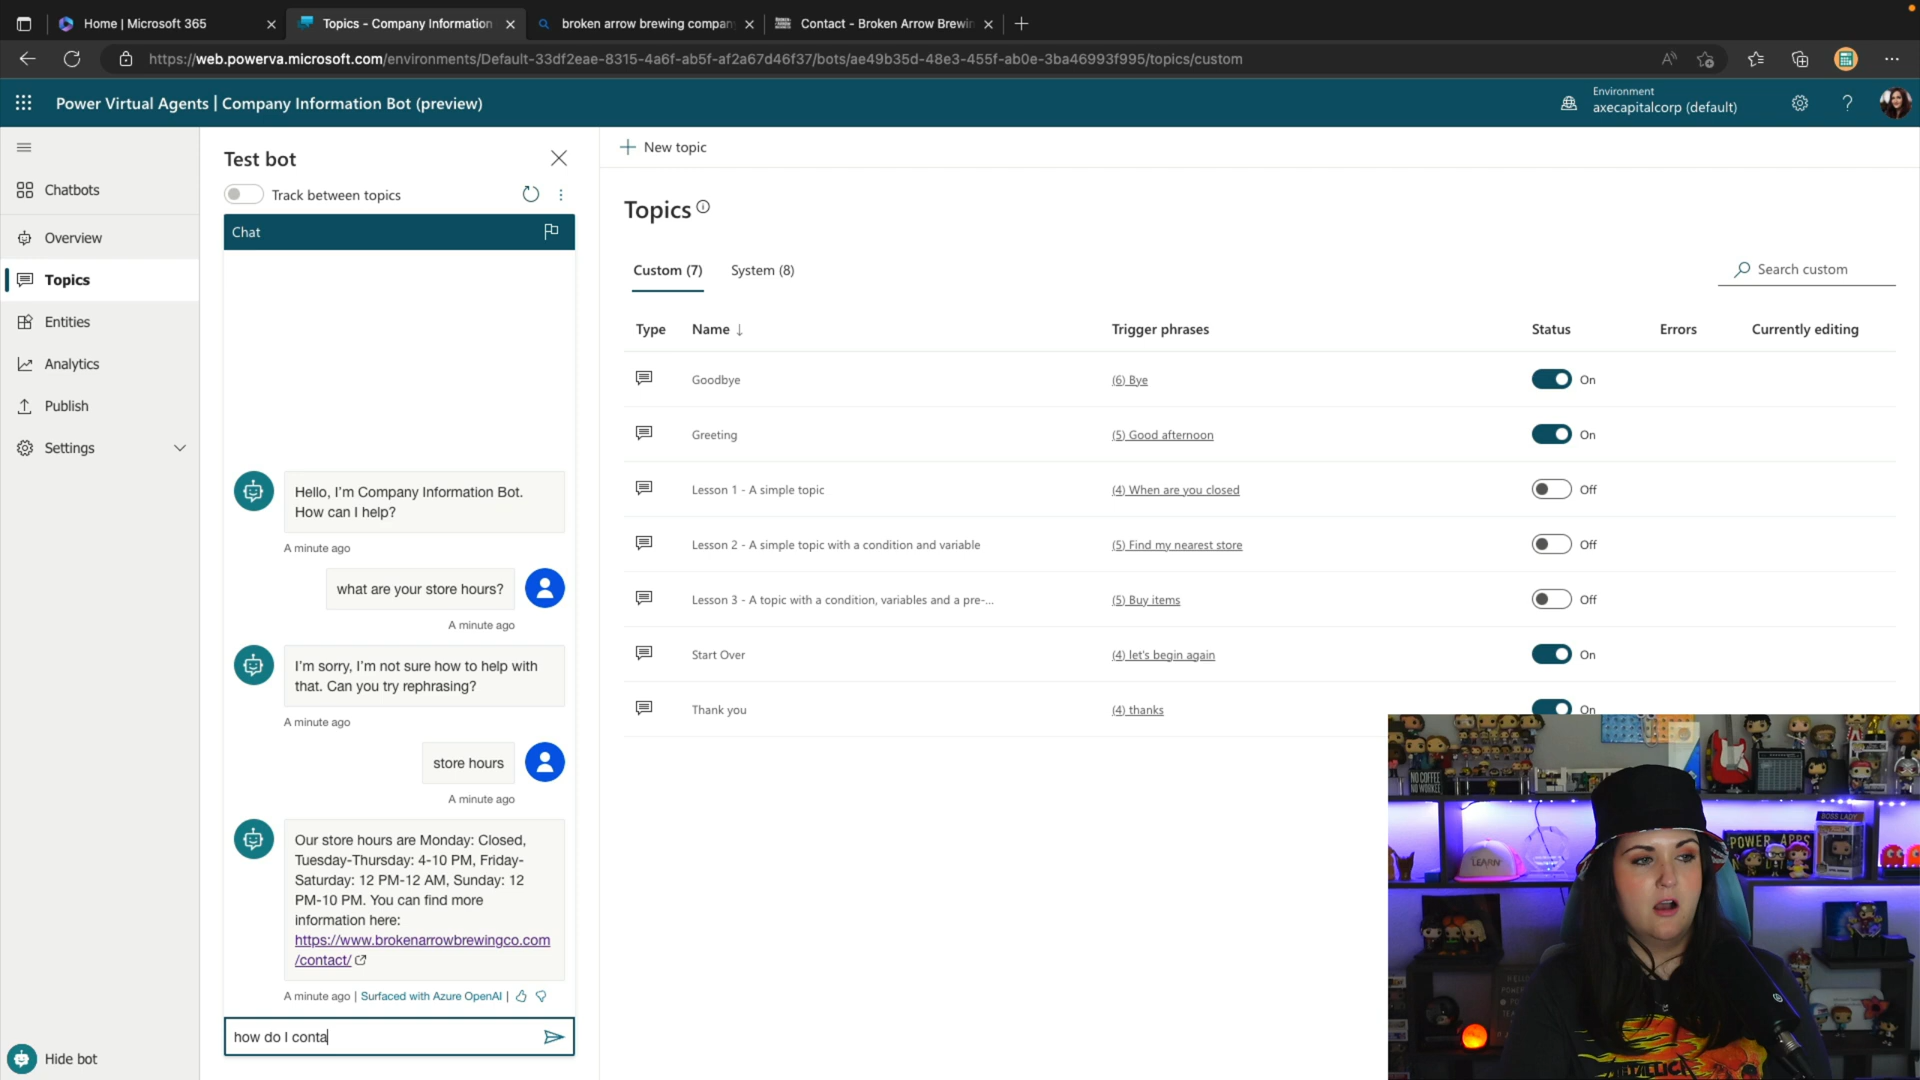 Home | Microsoft 365
Topics - Company Information
broken arrow brewing company
Contact - Broken Arrow Brewin
https://web.powerva.microsoft.com/environments/Default-33df2eae-8315-4a6f-ab5f-af2a67d46f37/bots/ae49b35d-48e3-455f-ab0e-3ba46993f995/topics/custom
Power Virtual Agents | Company Information Bot (preview)
Environment
axecapitalcorp (default)
Chatbots
Overview
Topics
Entities
Analytics
Publish
Settings
Hide bot
Test bot
Track between topics
Chat
Hello, I'm Company Information Bot.
How can I help?
A minute ago
what are your store hours?
A minute ago
I'm sorry, I'm not sure how to help with
that. Can you try rephrasing?
A minute ago
store hours
A minute ago
Our store hours are Monday: Closed,
Tuesday-Thursday: 4-10 PM, Friday-
Saturday: 12 PM-12 AM, Sunday: 12
PM-10 PM. You can find more
information here:
https://www.brokenarrowbrewingco.com
/contact/
A minute ago | Surfaced with Azure OpenAI |
how do I conta
New topic
Topics
Custom (7) System (8)
Search custom
Type Name Trigger phrases Status Errors Currently editing
Goodbye (6) Bye On
Greeting (5) Good afternoon On
Lesson 1 - A simple topic (4) When are you closed Off
Lesson 2 - A simple topic with a condition and variable (5) Find my nearest store Off
Lesson 3 - A topic with a condition, variables and a pre-... (5) Buy items Off
Start Over (4) let's begin again On
Thank you (4) thanks On
NO COFFEE
NO WORKEE
LEARN
POWER APPS
BOSS LADY
METALLICA